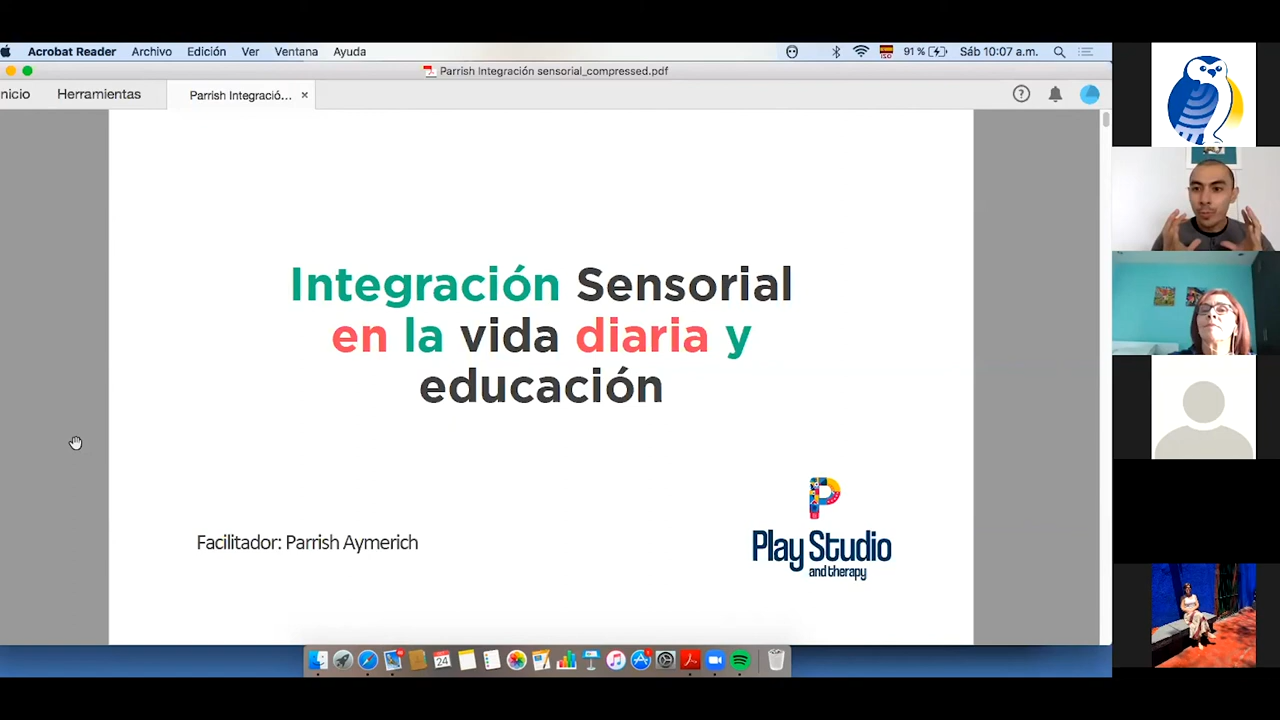 Acrobat Reader Archivo Edición Ver Ventana Ayuda 91 % Sáb 10:07 a.m.
Parrish Integración sensorial_compressed.pdf
nicio Herramientas Parrish Integració... ×
Integración Sensorial
en la vida diaria y
educación
Facilitador: Parrish Aymerich
P
Play Studio
and therapy
24